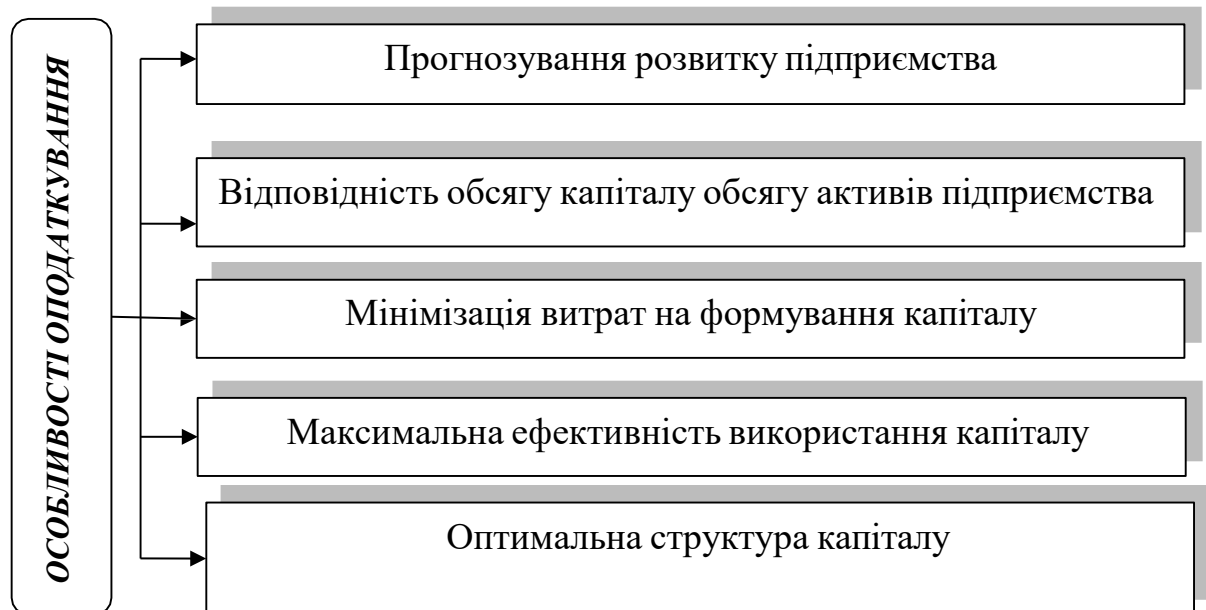 ОСОБЛИВОСТІ ОПОДАТКУВАННЯ
Прогнозування розвитку підприємства
Відповідність обсягу капіталу обсягу активів підприємства
Мінімізація витрат на формування капіталу
Максимальна ефективність використання капіталу
Оптимальна структура капіталу